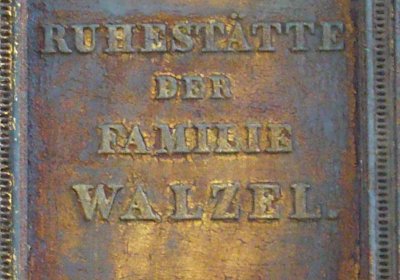 RUHESTÄTTE
DER
FAMILIE
WALZEL.